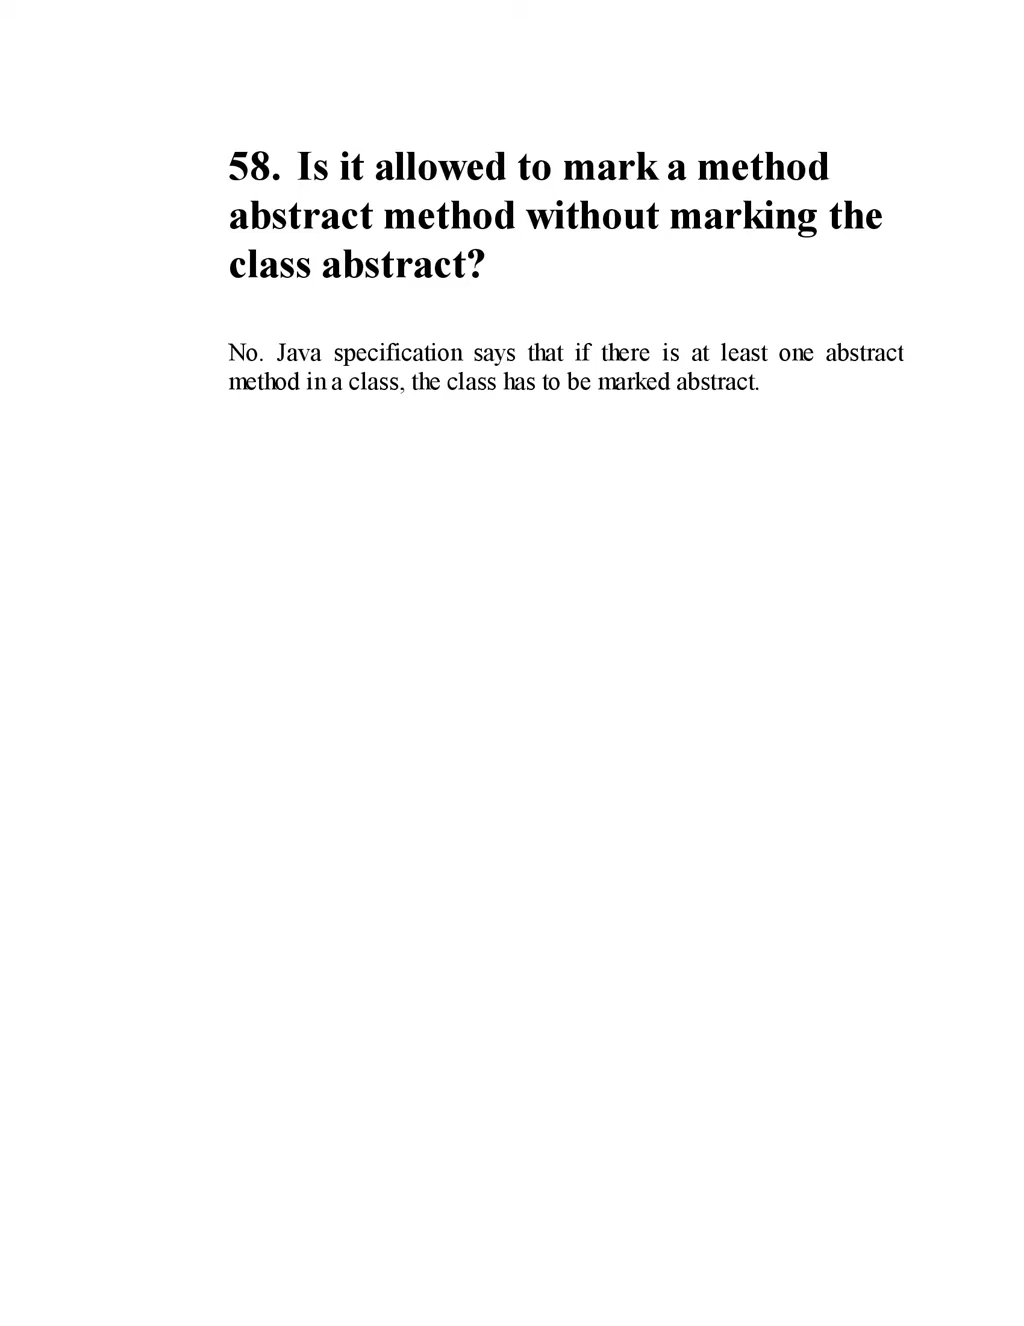 58. Is it allowed to mark a method
abstract method without marking the
class abstract?
No. Java specification says that if there is at least one abstract
method in a class, the class has to be marked abstract.